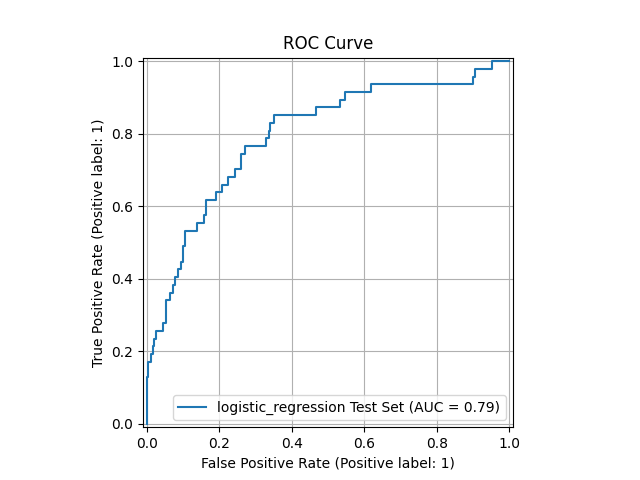 ROC Curve
1.0
0.8
0.6
0.4
0.2
0.0
True Positive Rate (Positive label: 1)
logistic_regression Test Set (AUC = 0.79)
0.0 0.2 0.4 0.6 0.8 1.0
False Positive Rate (Positive label: 1)